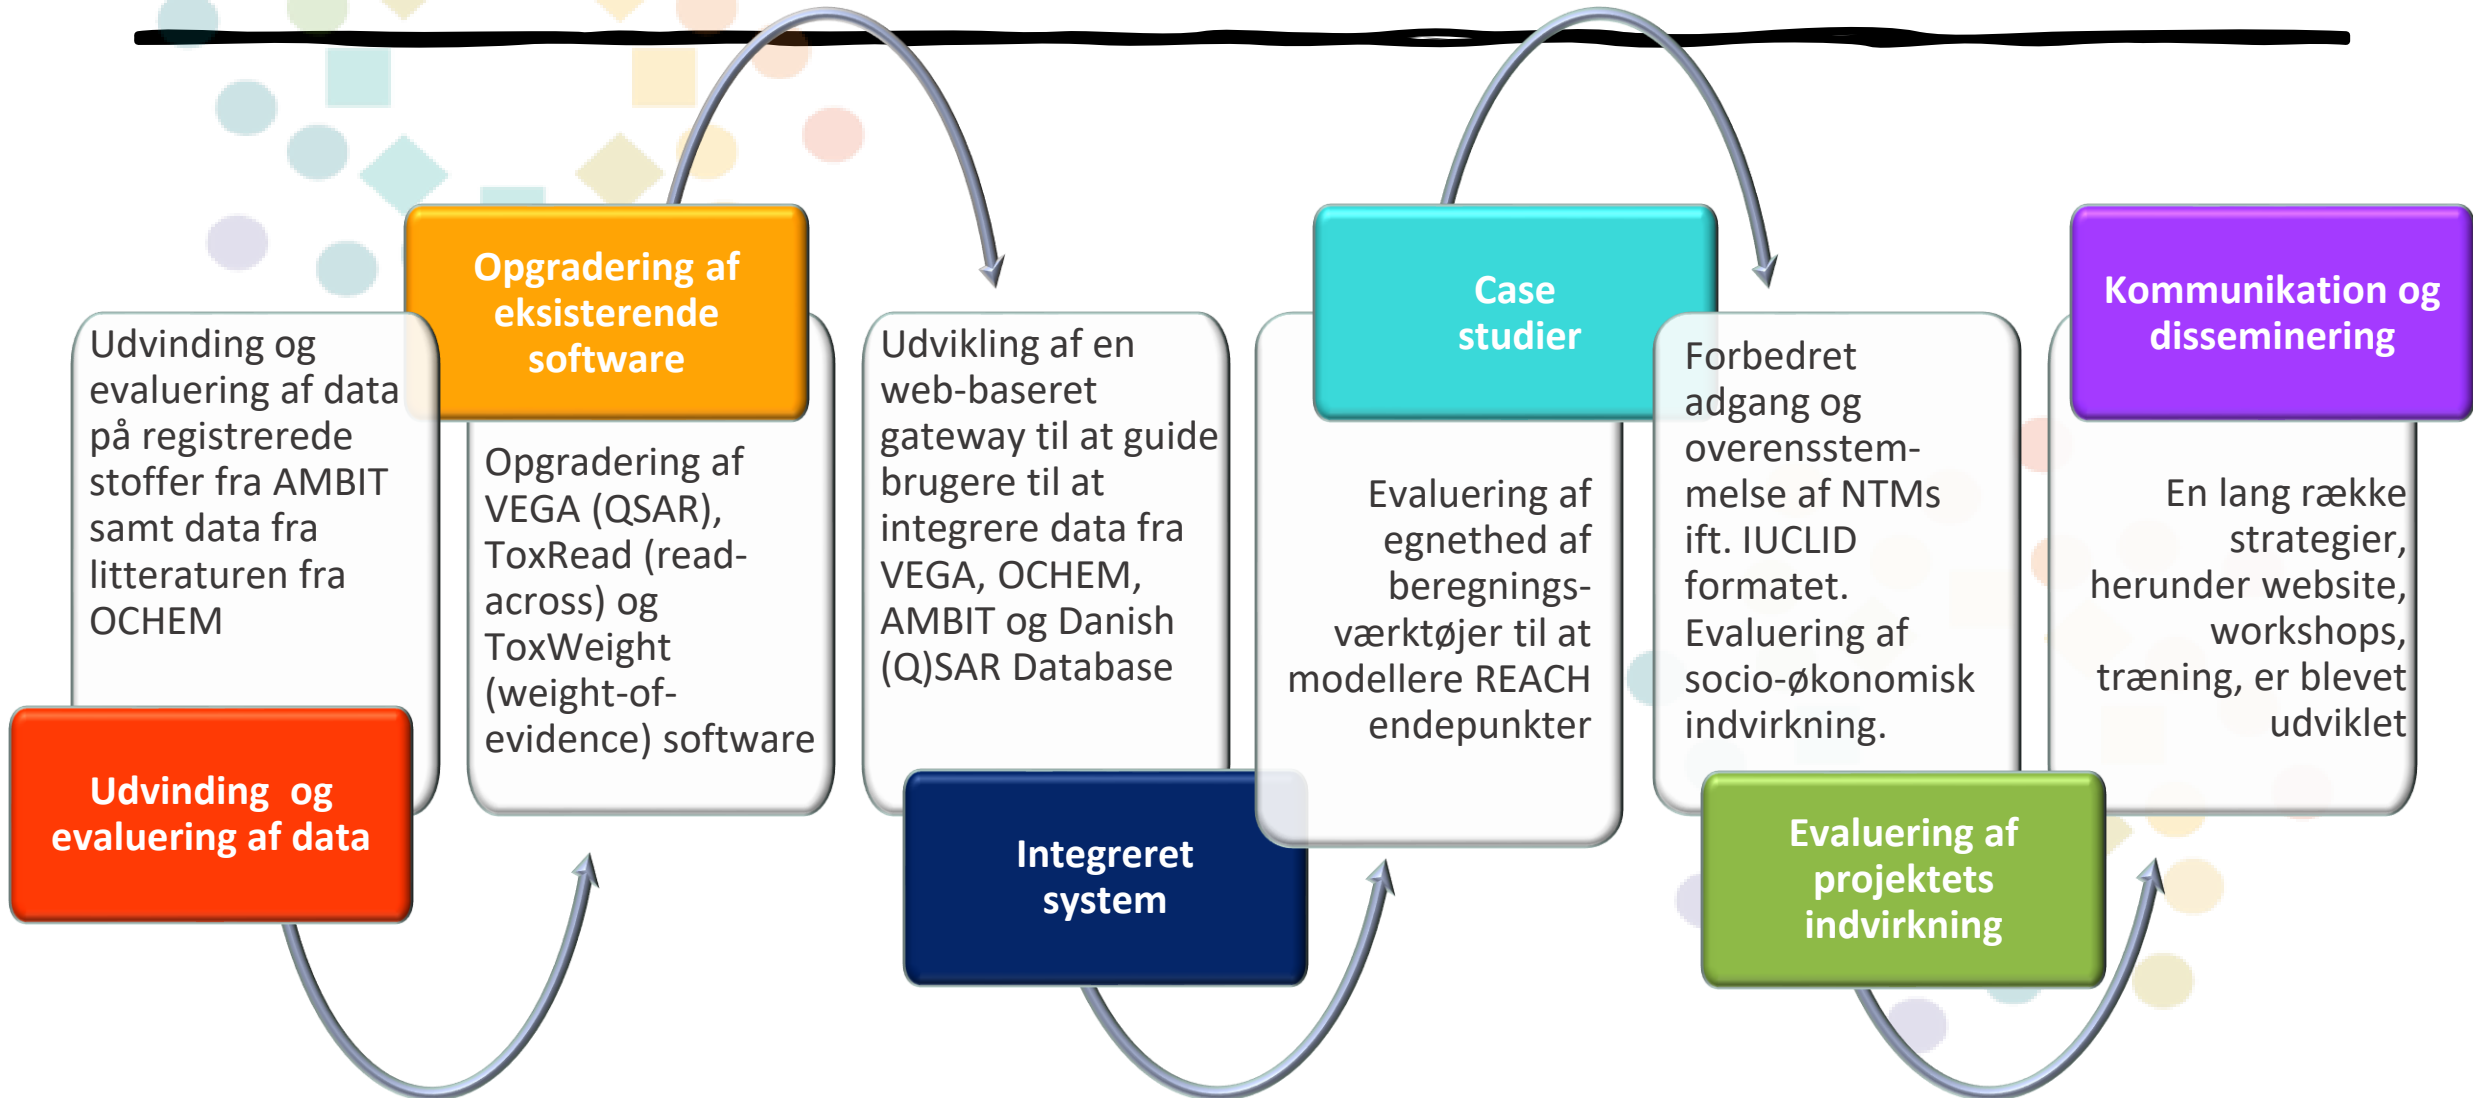 Udvinding og
evaluering af data
på registrerede
stoffer fra AMBIT
samt data fra
litteraturen fra
OCHEM
Udvinding og
evaluering af data
Opgradering af
eksisterende
software
Opgradering af
VEGA (QSAR),
ToxRead (read-
across) og
ToxWeight
(weight-of-
evidence) software
Udvikling af en
web-baseret
gateway til at guide
brugere til at
integrere data fra
VEGA, OCHEM,
AMBIT og Danish
(Q)SAR Database
Integreret
system
Case
studier
Evaluering af
egnethed af
beregnings-
værktøjer til at
modellere REACH
endepunkter
Forbedret
adgang og
overensstem-
melse af NTMs
ift. IUCLID
formatet.
Evaluering af
socio-økonomisk
indvirkning.
Evaluering af
projektets
indvirkning
Kommunikation og
disseminering
En lang række
strategier,
herunder website,
workshops,
træning, er blevet
udviklet